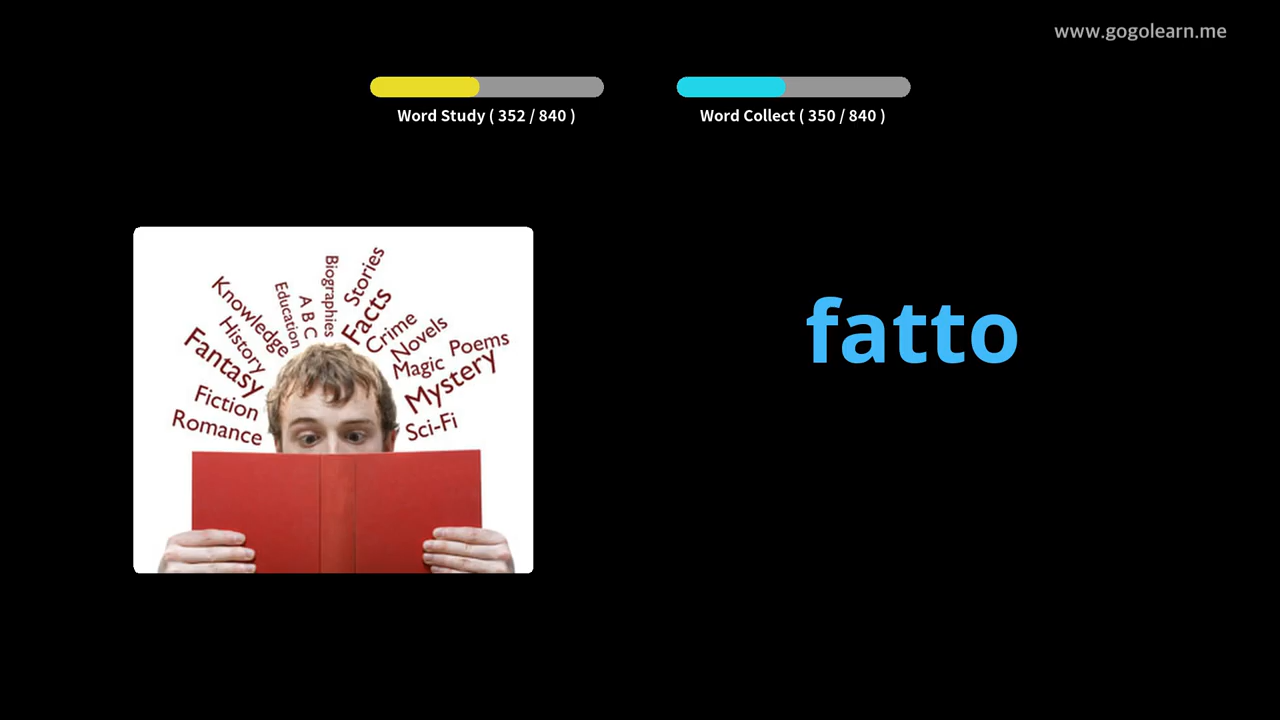 www.gogolearn.me
Word Study ( 352 / 840 )
Word Collect ( 350 / 840 )
Biographies
Stories
Education
A B C
Facts
Knowledge
Crime
History
Novels
Poems
Fantasy
Magic
Mystery
Fiction
Romance
Sci-Fi
fatto